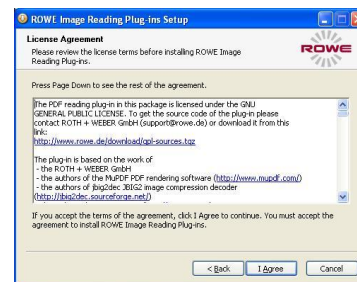 ROWE Image Reading Plug-ins Setup
License Agreement
Please review the license terms before installing ROWE Image
Reading Plug-ins.
ROWE
Press Page Down to see the rest of the agreement.
The PDF reading plug-in in this package is licensed under the GNU
GENERAL PUBLIC LICENSE. To get the source code of the plug-in please
contact ROTH + WEBER GmbH (support@rowe.de) or download it from this
link:
http://www.rowe.de/download/gpl-sources.tgz
The plug-in is based on the work of
- the ROTH + WEBER GmbH
- the authors of the MuPDF PDF rendering software (http://www.mupdf.com/)
- the authors of jbig2dec JBIG2 image compression decoder
(http://jbig2dec.sourceforge.net/)
If you accept the terms of the agreement, click I Agree to continue. You must accept the
agreement to install ROWE Image Reading Plug-ins.
< Back
I Agree
Cancel